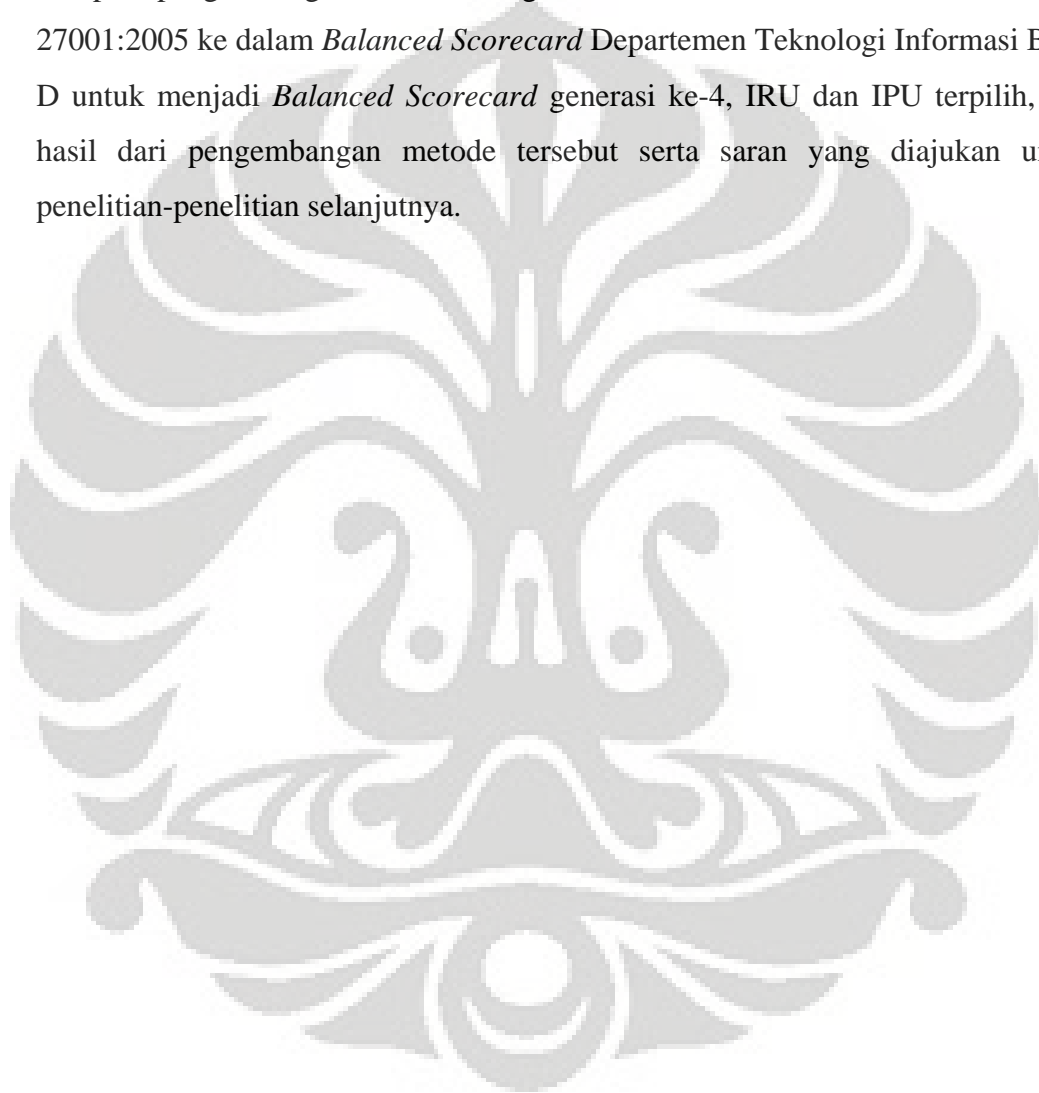 27001:2005 ke dalam Balanced Scorecard Departemen Teknologi Informasi
D untuk menjadi Balanced Scorecard generasi ke-4, IRU dan IPU terpilih,
hasil dari pengembangan metode tersebut serta saran yang diajukan
penelitian-penelitian selanjutnya.